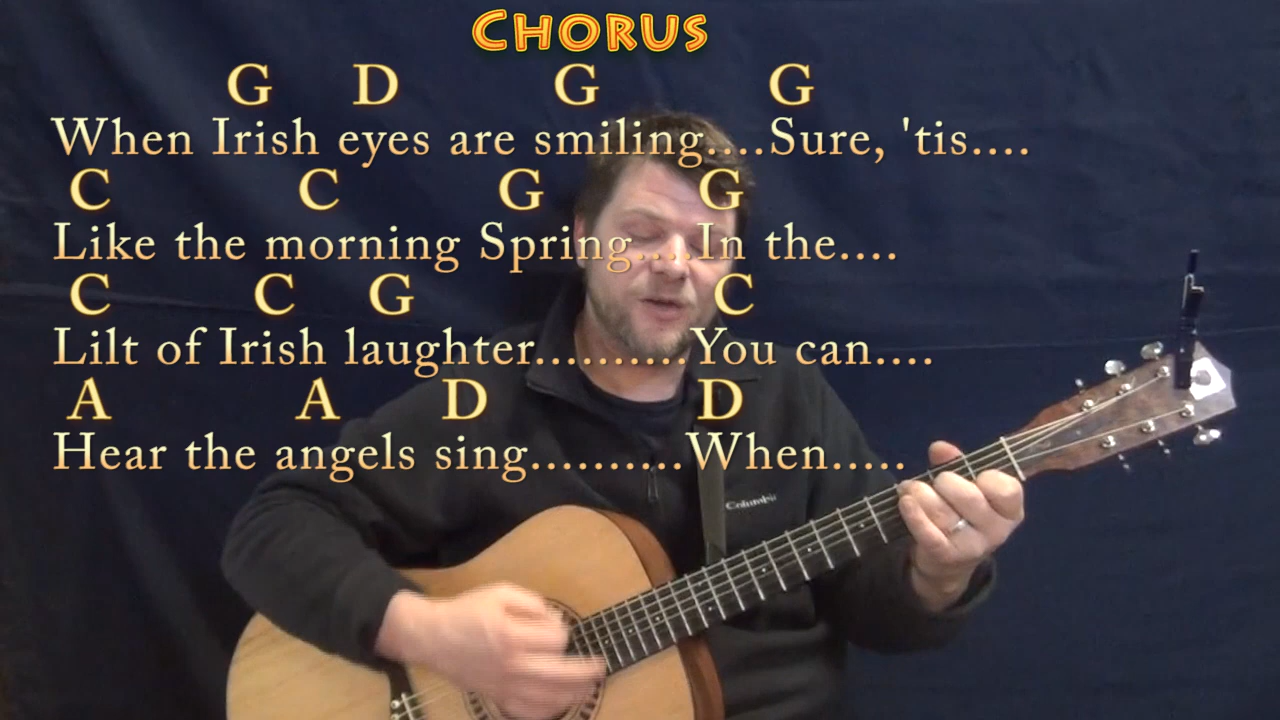 CHORUS
G D G G
When Irish eyes are smiling....Sure, 'tis....
C C G G
Like the morning Spring....In the....
C C G C
Lilt of Irish laughter..........You can....
A A D D
Hear the angels sing..........When.....
Columbia